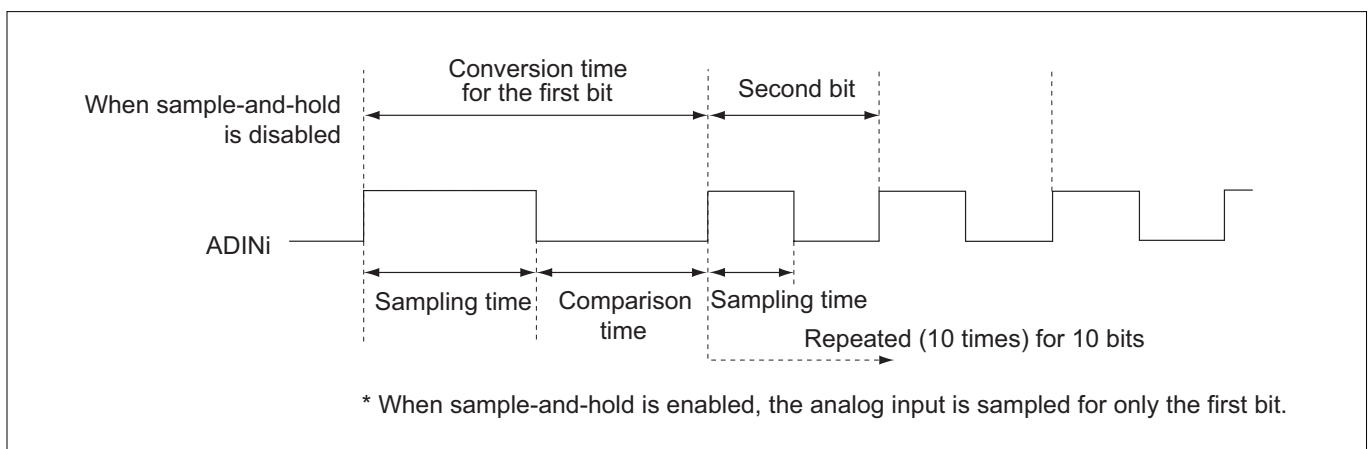 Conversion time
for the first bit
Second bit
When sample-and-hold
is disabled
ADINi
Sampling time
Comparison
time
Sampling time
Repeated (10 times) for 10 bits
* When sample-and-hold is enabled, the analog input is sampled for only the first bit.